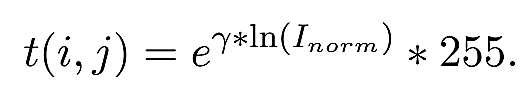 t(i, j) = e^{γ*ln(I_{norm})} * 255.